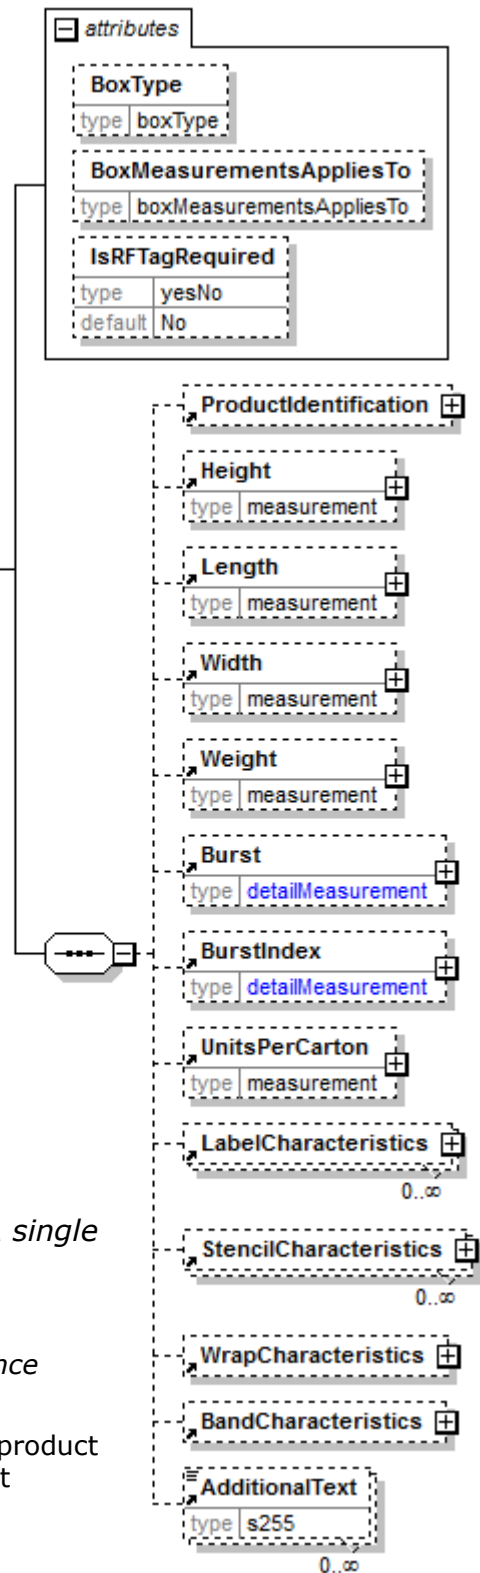 attributes
BoxType
type boxType
BoxMeasurementsAppliesTo
type boxMeasurementsAppliesTo
IsRFTagRequired
type yesNo
default No
ProductIdentification
Height
type measurement
Length
type measurement
Width
type measurement
Weight
type measurement
Burst
type detailMeasurement
BurstIndex
type detailMeasurement
UnitsPerCarton
type measurement
LabelCharacteristics
0..∞
single
StencilCharacteristics
0..∞
nce
WrapCharacteristics
product
BandCharacteristics
t
AdditionalText
type s255
0..∞